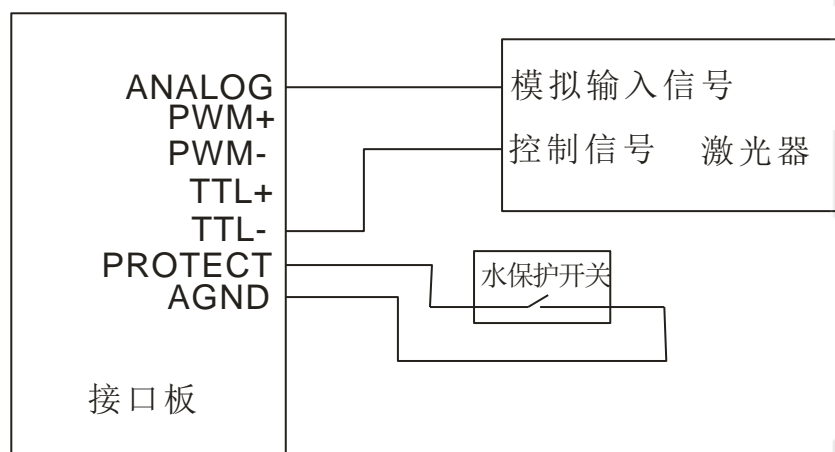 ANALOG
模拟输入信号
PWM+
PWM-
控制信号 激光器
TTL+
TTL-
PROTECT
水保护开关
AGND
接口板